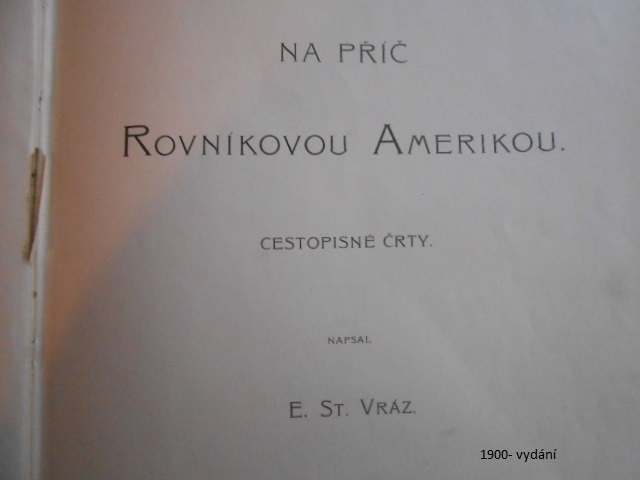 NA PŘÍČ
ROVNÍKOVOU AMERIKOU.
CESTOPISNÉ ČRTY.
NAPSAL
E. ST. VRÁZ.
1900- vydání